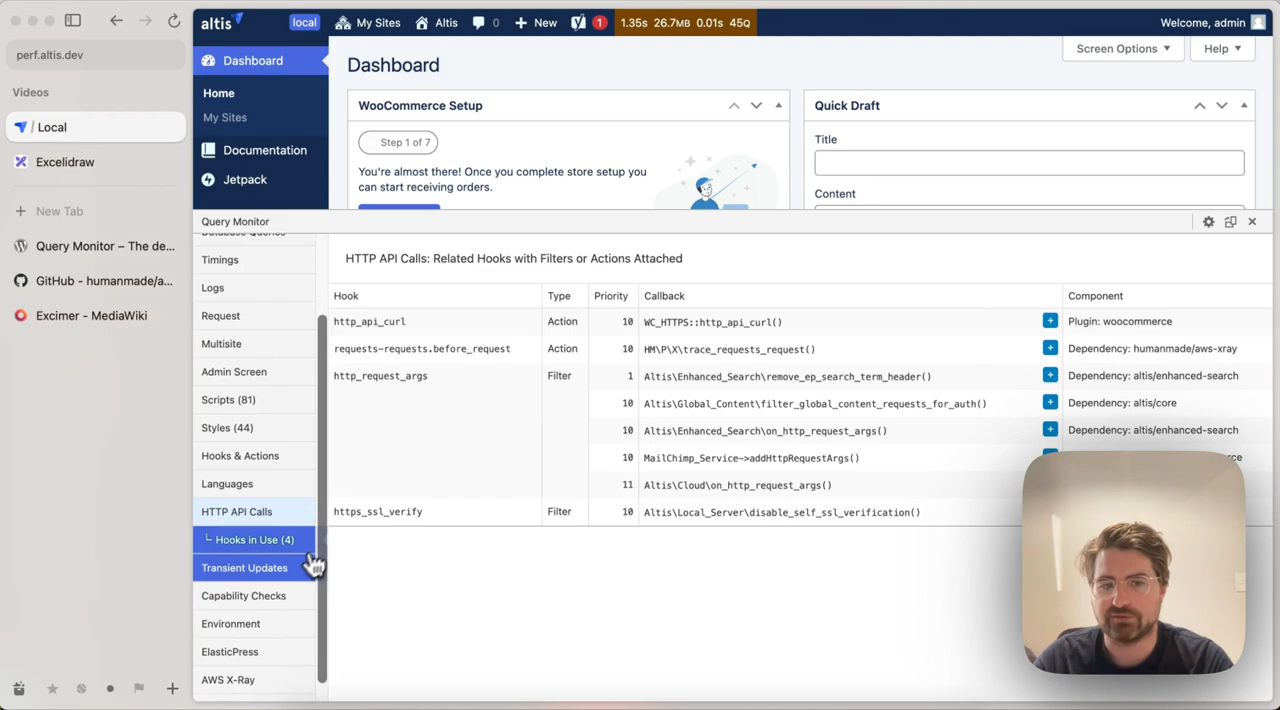 perf.altis.dev
Videos
/ Local
Excelidraw
New Tab
Query Monitor – The de...
GitHub - humanmade/a...
Excimer - MediaWiki
altis
local
My Sites
Altis
0
New
1
1.35s 26.7MB 0.01s 45Q
Welcome, admin
Dashboard
Home
My Sites
Documentation
Jetpack
Dashboard
Screen Options ▼
Help ▼
WooCommerce Setup
Step 1 of 7
You're almost there! Once you complete store setup you
can start receiving orders.
Quick Draft
Title
Content
Query Monitor
Timings
Logs
Request
Multisite
Admin Screen
Scripts (81)
Styles (44)
Hooks & Actions
Languages
HTTP API Calls
└ Hooks in Use (4)
Transient Updates
Capability Checks
Environment
ElasticPress
AWS X-Ray
HTTP API Calls: Related Hooks with Filters or Actions Attached
Hook Type Priority Callback Component
http_api_curl Action 10 WC_HTTPS::http_api_curl() + Plugin: woocommerce
requests-requests.before_request Action 10 HM\P\X\trace_requests_request() + Dependency: humanmade/aws-xray
http_request_args Filter 1 Altis\Enhanced_Search\remove_ep_search_term_header() + Dependency: altis/enhanced-search
10 Altis\Global_Content\filter_global_content_requests_for_auth() + Dependency: altis/core
10 Altis\Enhanced_Search\on_http_request_args() + Dependency: altis/enhanced-search
10 MailChimp_Service->addHttpRequestArgs()
11 Altis\Cloud\on_http_request_args()
https_ssl_verify Filter 10 Altis\Local_Server\disable_self_ssl_verification()